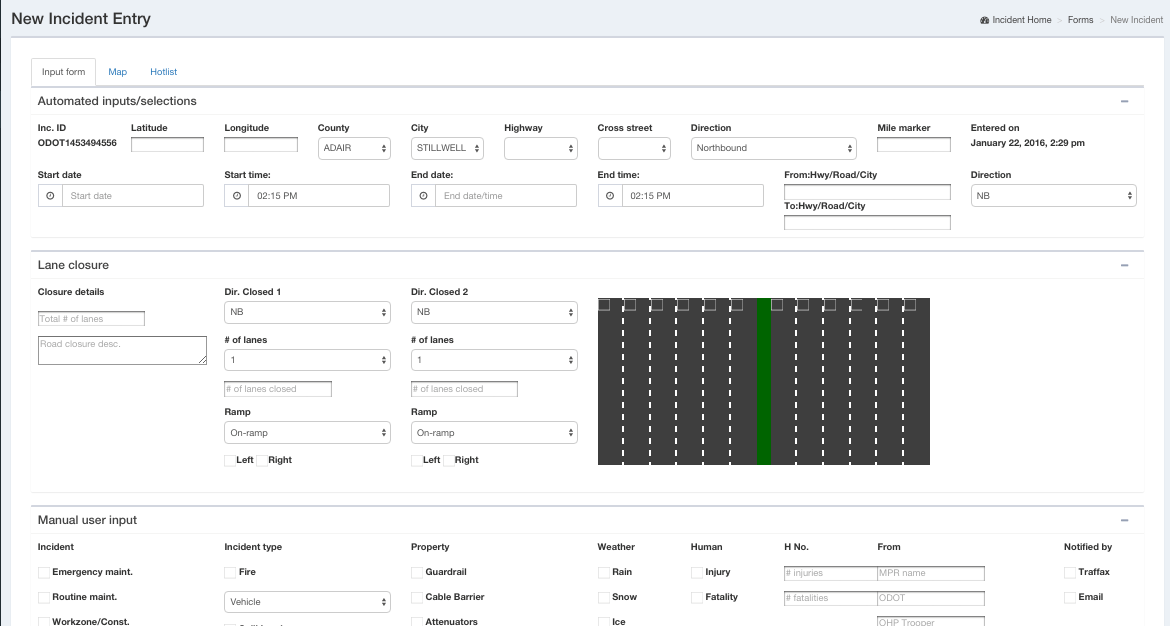 New Incident Entry
Incident Home > Forms > New Incident
Input form Map Hotlist
Automated inputs/selections
Inc. ID Latitude Longitude County City Highway Cross street Direction Mile marker Entered on
ODOT1453494556 ADAIR STILLWELL Northbound January 22, 2016, 2:29 pm
Start date Start time: End date: End time: From:Hwy/Road/City Direction
Start date 02:15 PM End date/time 02:15 PM NB
To:Hwy/Road/City
Lane closure
Closure details Dir. Closed 1 Dir. Closed 2
NB NB
Total # of lanes
# of lanes # of lanes
Road closure desc.
1 1
# of lanes closed # of lanes closed
Ramp Ramp
On-ramp On-ramp
Left Right Left Right
Manual user input
Incident Incident type Property Weather Human H No. From Notified by
Emergency maint. Fire Guardrail Rain Injury # injuries MPR name Traffax
Routine maint. Vehicle Cable Barrier Snow Fatality # fatalities ODOT Email
Workzone/Const. Attenuators Ice OHP Trooper